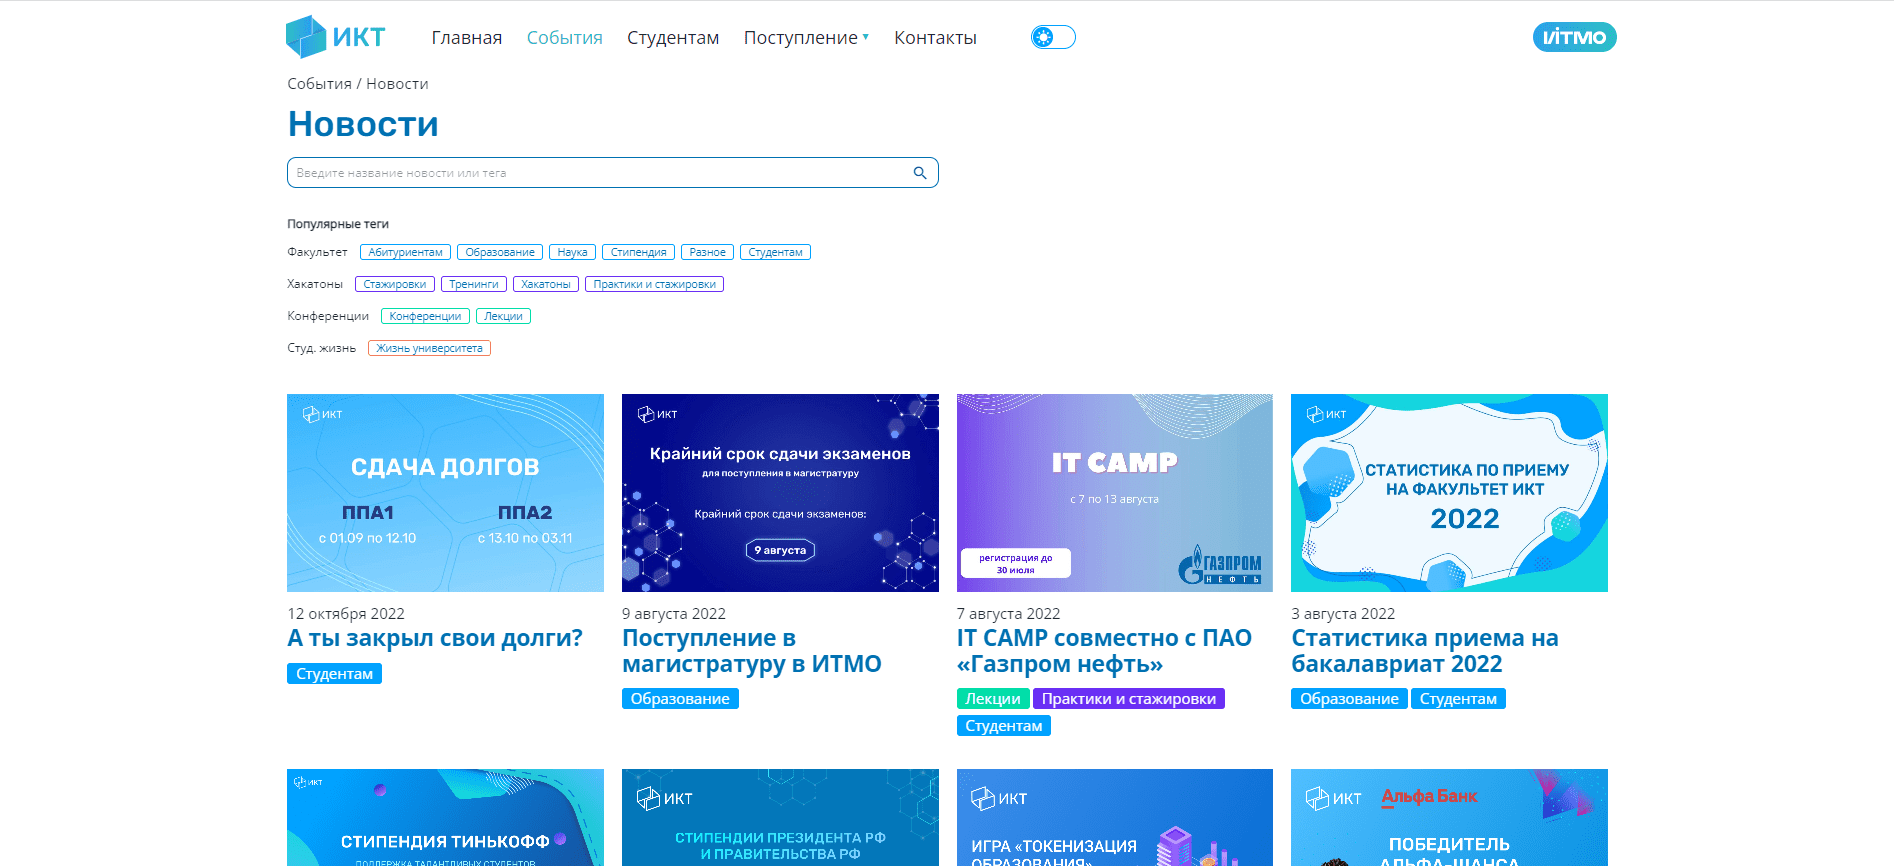 ИКТ Главная События Студентам Поступление Контакты ИТМО
События / Новости
Новости
Введите название новости или тега
Популярные теги
Факультет Абитуриентам Образование Наука Стипендия Разное Студентам
Хакатоны Стажировки Тренинги Хакатоны Практики и стажировки
Конференции Конференции Лекции
Студ. жизнь Жизнь университета
ИКТ
СДАЧА ДОЛГОВ
ППА1 ППА2
с 01.09 по 12.10 с 13.10 по 03.11
12 октября 2022
А ты закрыл свои долги?
Студентам
ИКТ
Крайний срок сдачи экзаменов
для поступления в магистратуру
Крайний срок сдачи экзаменов:
9 августа
9 августа 2022
Поступление в
магистратуру в ИТМО
Образование
IT CAMP
с 7 по 13 августа
регистрация до
30 июля
ГАЗПРОМ
НЕФТЬ
7 августа 2022
IT CAMP совместно с ПАО
«Газпром нефть»
Лекции Практики и стажировки
Студентам
ИКТ
СТАТИСТИКА ПО ПРИЕМУ
НА ФАКУЛЬТЕТ ИКТ
2022
3 августа 2022
Статистика приема на
бакалавриат 2022
Образование Студентам
ИКТ
СТИПЕНДИЯ ТИНЬКОФФ
ПОДДЕРЖКА ТАЛАНТЛИВЫХ СТУДЕНТОВ
ИКТ
СТИПЕНДИИ ПРЕЗИДЕНТА РФ
И ПРАВИТЕЛЬСТВА РФ
ИКТ
ИГРА «ТОКЕНИЗАЦИЯ
ОБРАЗОВАНИЯ»
ИКТ Альфа Банк
ПОБЕДИТЕЛЬ
АЛЬФА-ШАНСА